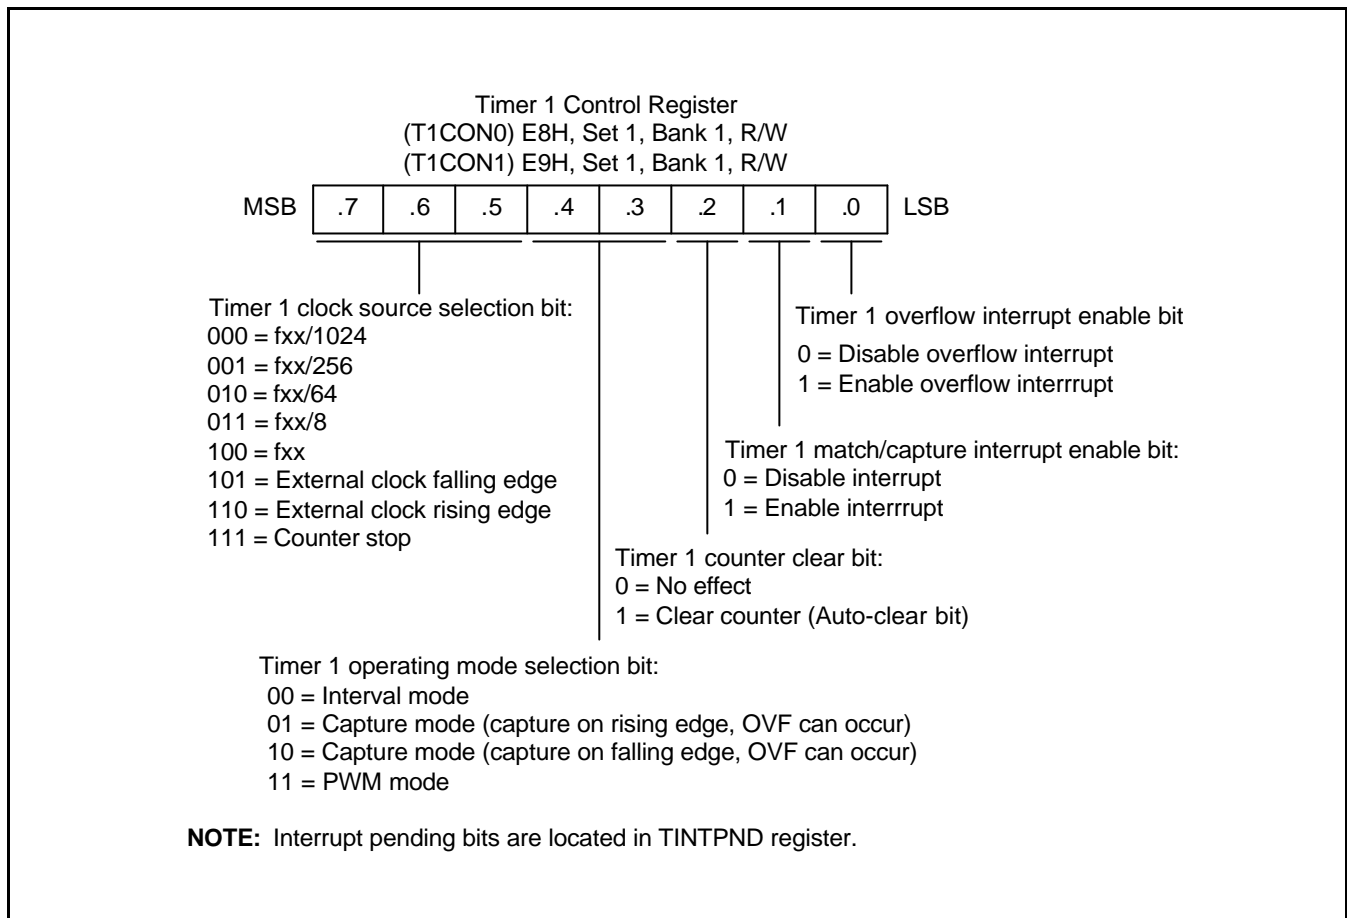 Timer 1 Control Register
(T1CON0) E8H, Set 1, Bank 1, R/W
(T1CON1) E9H, Set 1, Bank 1, R/W
MSB .7 .6 .5 .4 .3 .2 .1 .0 LSB
Timer 1 clock source selection bit:
000 = fxx/1024
001 = fxx/256
010 = fxx/64
011 = fxx/8
100 = fxx
101 = External clock falling edge
110 = External clock rising edge
111 = Counter stop
Timer 1 overflow interrupt enable bit
0 = Disable overflow interrupt
1 = Enable overflow interrrupt
Timer 1 match/capture interrupt enable bit:
0 = Disable interrupt
1 = Enable interrrupt
Timer 1 counter clear bit:
0 = No effect
1 = Clear counter (Auto-clear bit)
Timer 1 operating mode selection bit:
00 = Interval mode
01 = Capture mode (capture on rising edge, OVF can occur)
10 = Capture mode (capture on falling edge, OVF can occur)
11 = PWM mode
NOTE: Interrupt pending bits are located in TINTPND register.